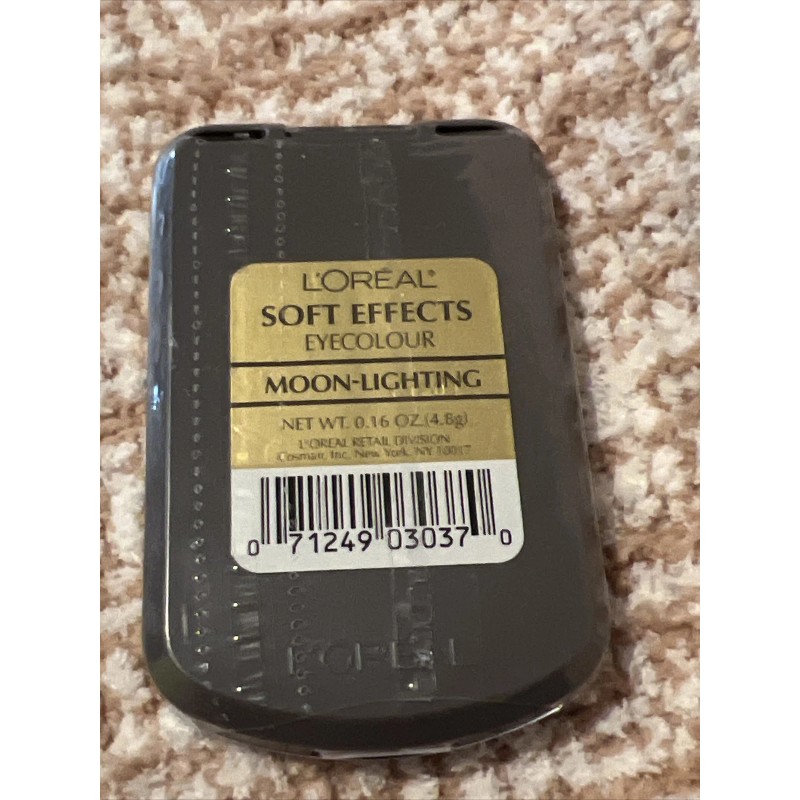 L'ORÉAL®
SOFT EFFECTS
EYECOLOUR
MOON-LIGHTING
NET WT. 0.16 OZ.(4.8g)
L'OREAL RETAIL DIVISION
Cosmair, Inc. New York, NY 10017
0 71249 03037 0
L'ORÉAL